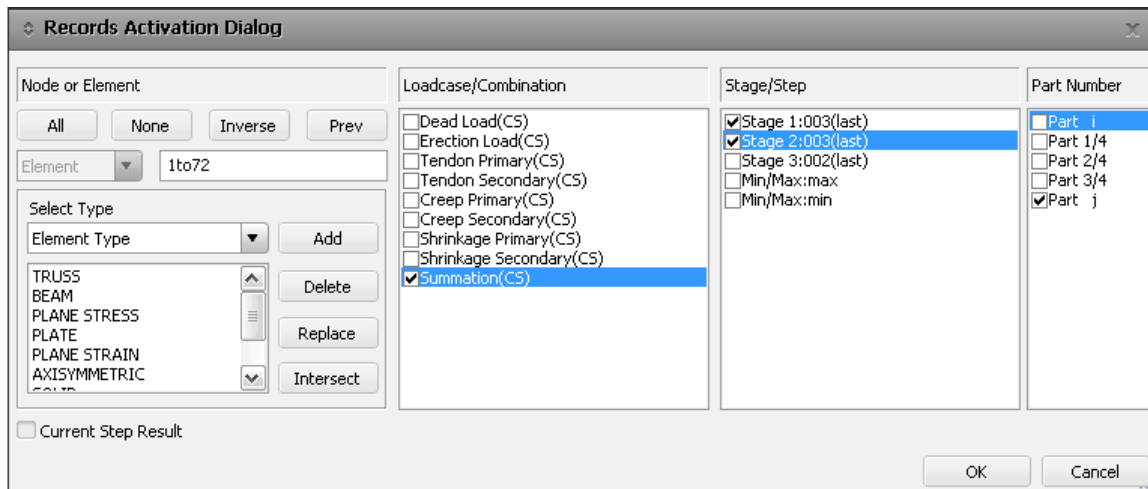 Records Activation Dialog
Node or Element
All None Inverse Prev
Element 1to72
Select Type
Element Type Add
TRUSS
BEAM
PLANE STRESS
PLATE
PLANE STRAIN
AXISYMMETRIC
SOLID
Delete
Replace
Intersect
Current Step Result
Loadcase/Combination
Dead Load(CS)
Erection Load(CS)
Tendon Primary(CS)
Tendon Secondary(CS)
Creep Primary(CS)
Creep Secondary(CS)
Shrinkage Primary(CS)
Shrinkage Secondary(CS)
Summation(CS)
Stage/Step
Stage 1:003(last)
Stage 2:003(last)
Stage 3:002(last)
Min/Max:max
Min/Max:min
Part Number
Part i
Part 1/4
Part 2/4
Part 3/4
Part j
OK Cancel